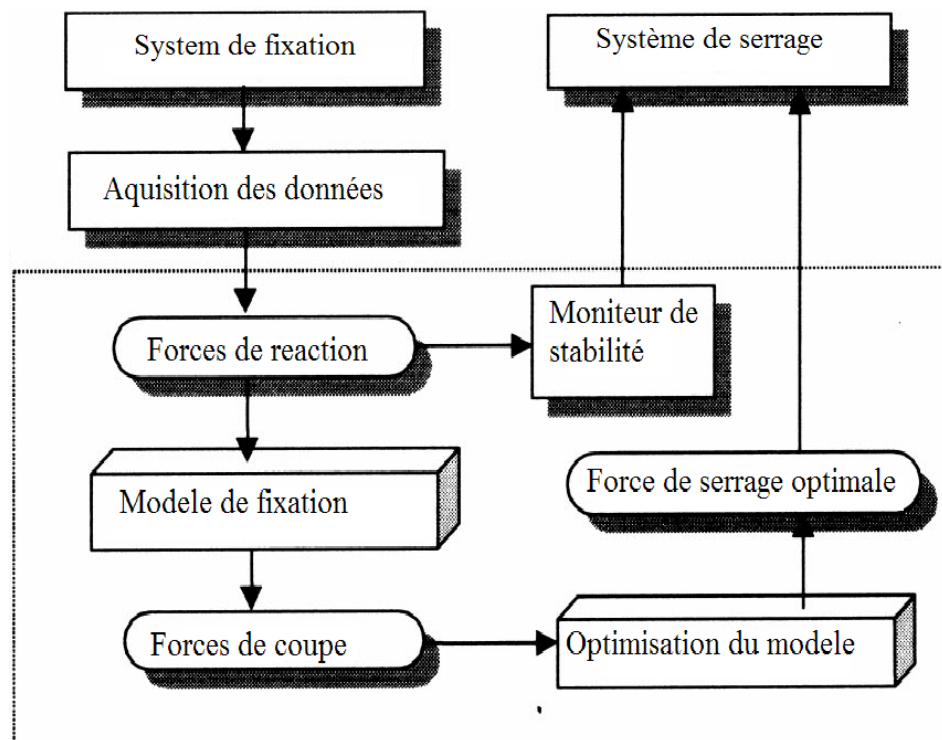 System de fixation
Système de serrage
Aquisition des données
Moniteur de
stabilité
Forces de reaction
Modele de fixation
Force de serrage optimale
Forces de coupe
Optimisation du modele